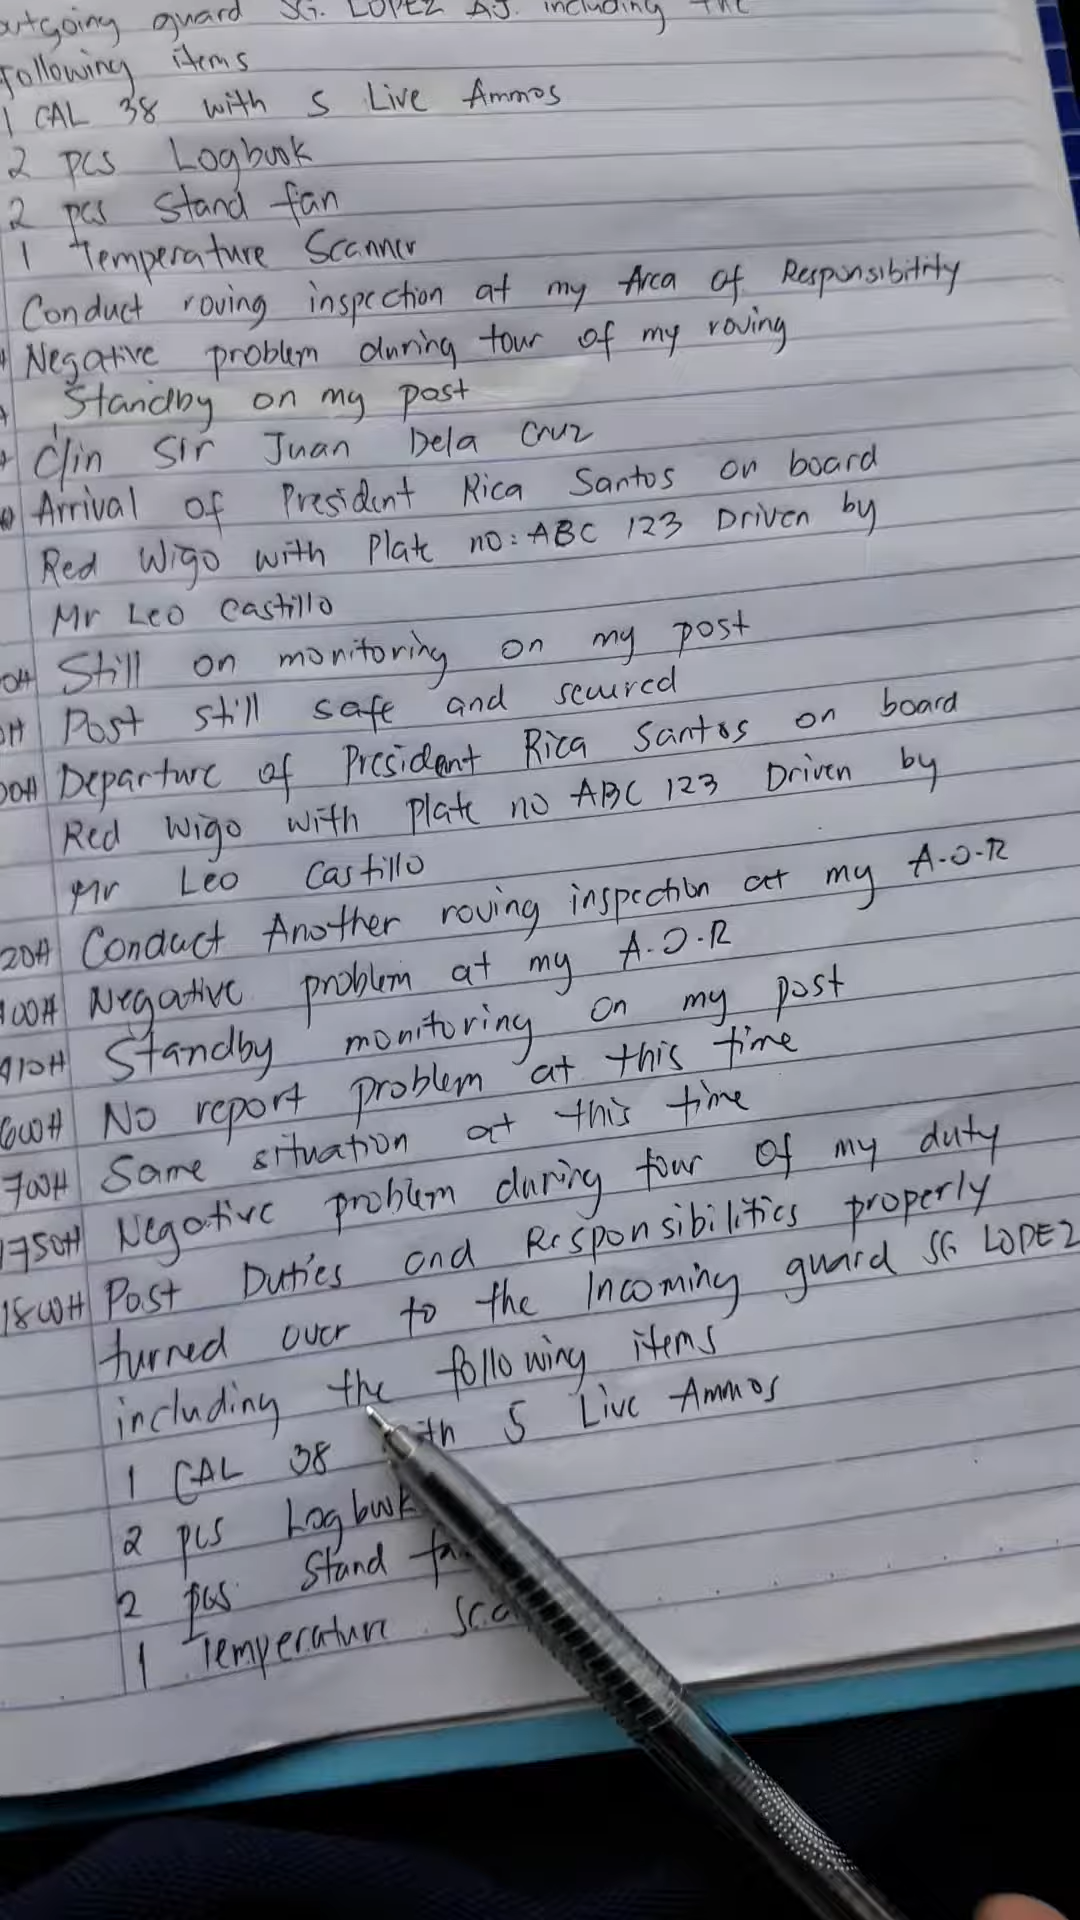 outgoing guard SG. LOPEZ AJ. including the
Following items
1 CAL 38 with 5 Live Ammos
2 pcs Logbook
2 pcs Stand fan
1 Temperature Scanner
Conduct roving inspection at my Area of Responsibitity
Negative problem during tour of my roving
Standby on my post
C/in Sir Juan Dela Cruz
Arrival of President Rica Santos on board
Red Wigo with Plate no: ABC 123 Driven by
Mr Leo Castillo
Still on monitoring on my post
Post still safe and secured
Departure of President Rica Santos on board
Red Wigo with Plate no ABC 123 Driven by
Mr Leo Castillo
20H Conduct Another roving inspection at my A.O.R
100H Negative problem at my A.O.R
410H Standby monitoring on my post
600H No report problem at this time
700H Same situation at this time
1750H Negative problem during tour of my duty
1800H Post Duties and Responsibilities properly
turned over to the Incoming guard SG LOPEZ
including the following items
1 CAL 38 with 5 Live Ammos
2 pcs Logbook
2 pcs Stand fa
1 Temperature Sca